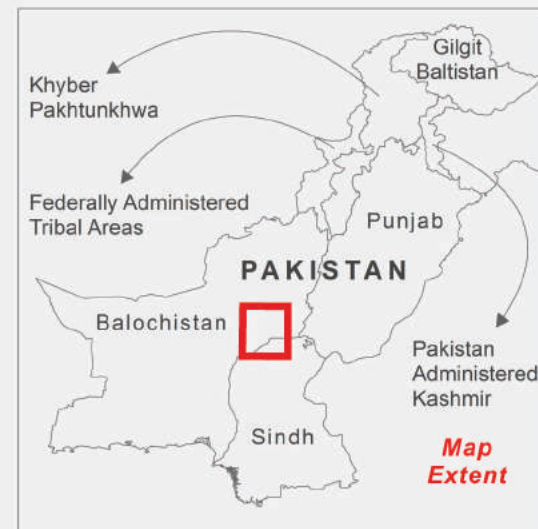 Gilgit
Baltistan
Khyber
Pakhtunkhwa
Federally Administered
Tribal Areas
Punjab
PAKISTAN
Balochistan
Pakistan
Administered
Kashmir
Sindh
Map
Extent